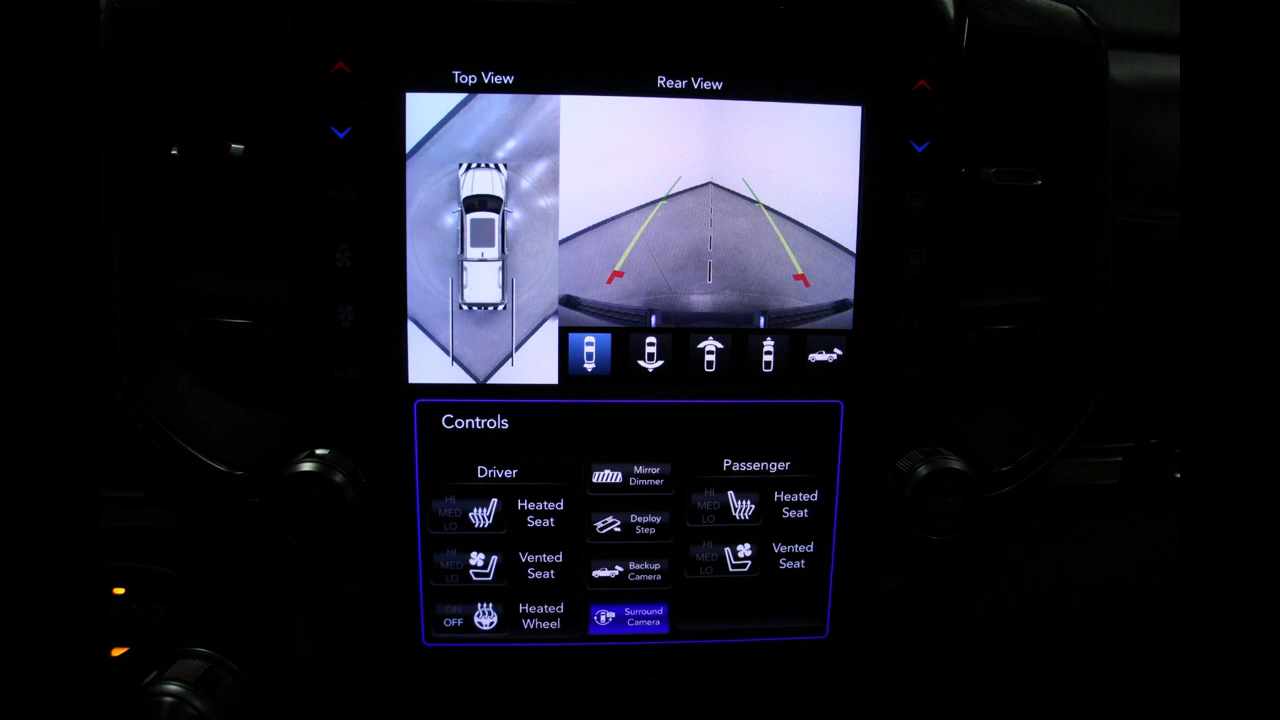 Top View
Rear View
Controls
Driver
Passenger
Mirror
Dimmer
HI
MED
LO
Heated
Seat
Deploy
Step
HI
MED
LO
Heated
Seat
HI
MED
LO
Vented
Seat
Backup
Camera
HI
MED
LO
Vented
Seat
ON
OFF
Heated
Wheel
Surround
Camera